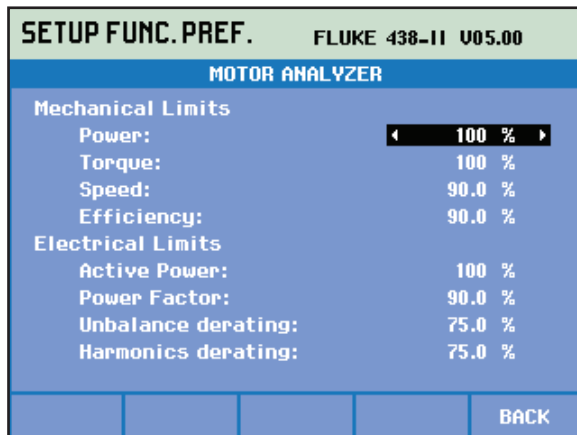 SETUP FUNC. PREF. FLUKE 438-II V05.00
MOTOR ANALYZER
Mechanical Limits
Power: 100 %
Torque: 100 %
Speed: 90.0 %
Efficiency: 90.0 %
Electrical Limits
Active Power: 100 %
Power Factor: 90.0 %
Unbalance derating: 75.0 %
Harmonics derating: 75.0 %
BACK